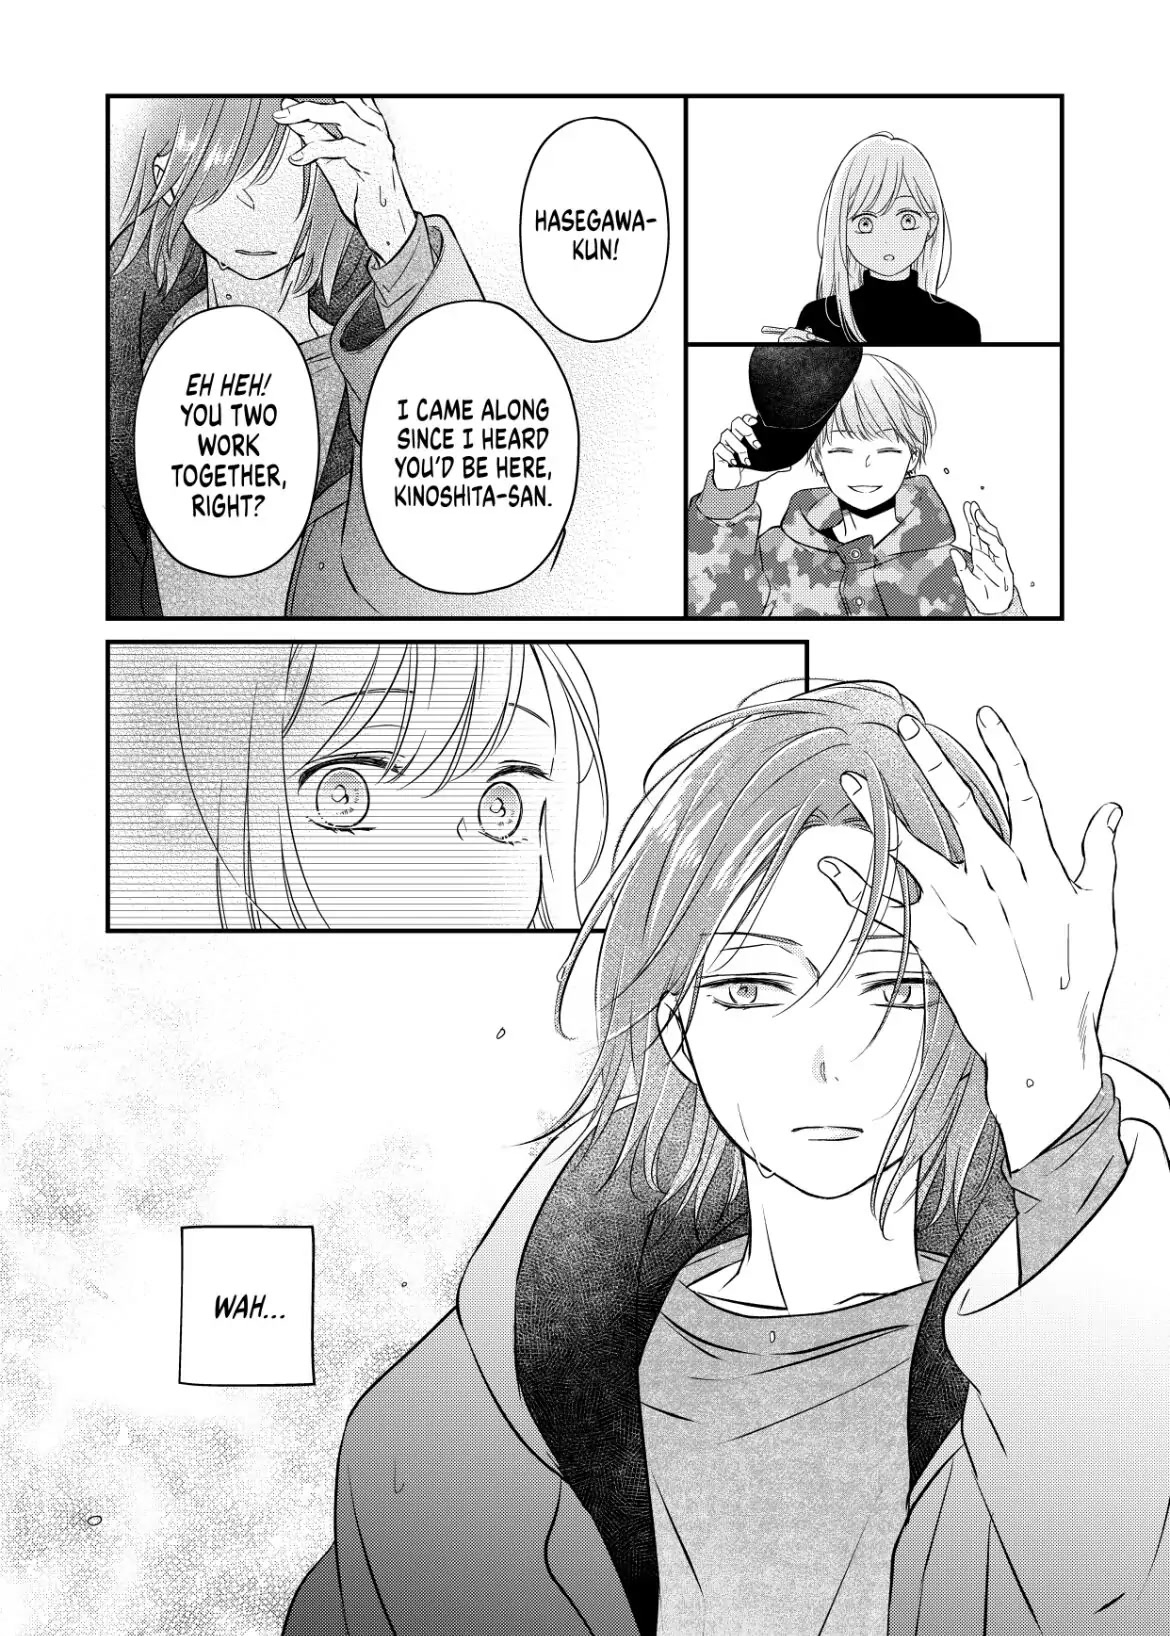 HASEGAWA-
KUN!
I CAME ALONG
SINCE I HEARD
YOU'D BE HERE,
KINOSHITA-SAN.
EH HEH!
YOU TWO
WORK
TOGETHER,
RIGHT?
WAH...